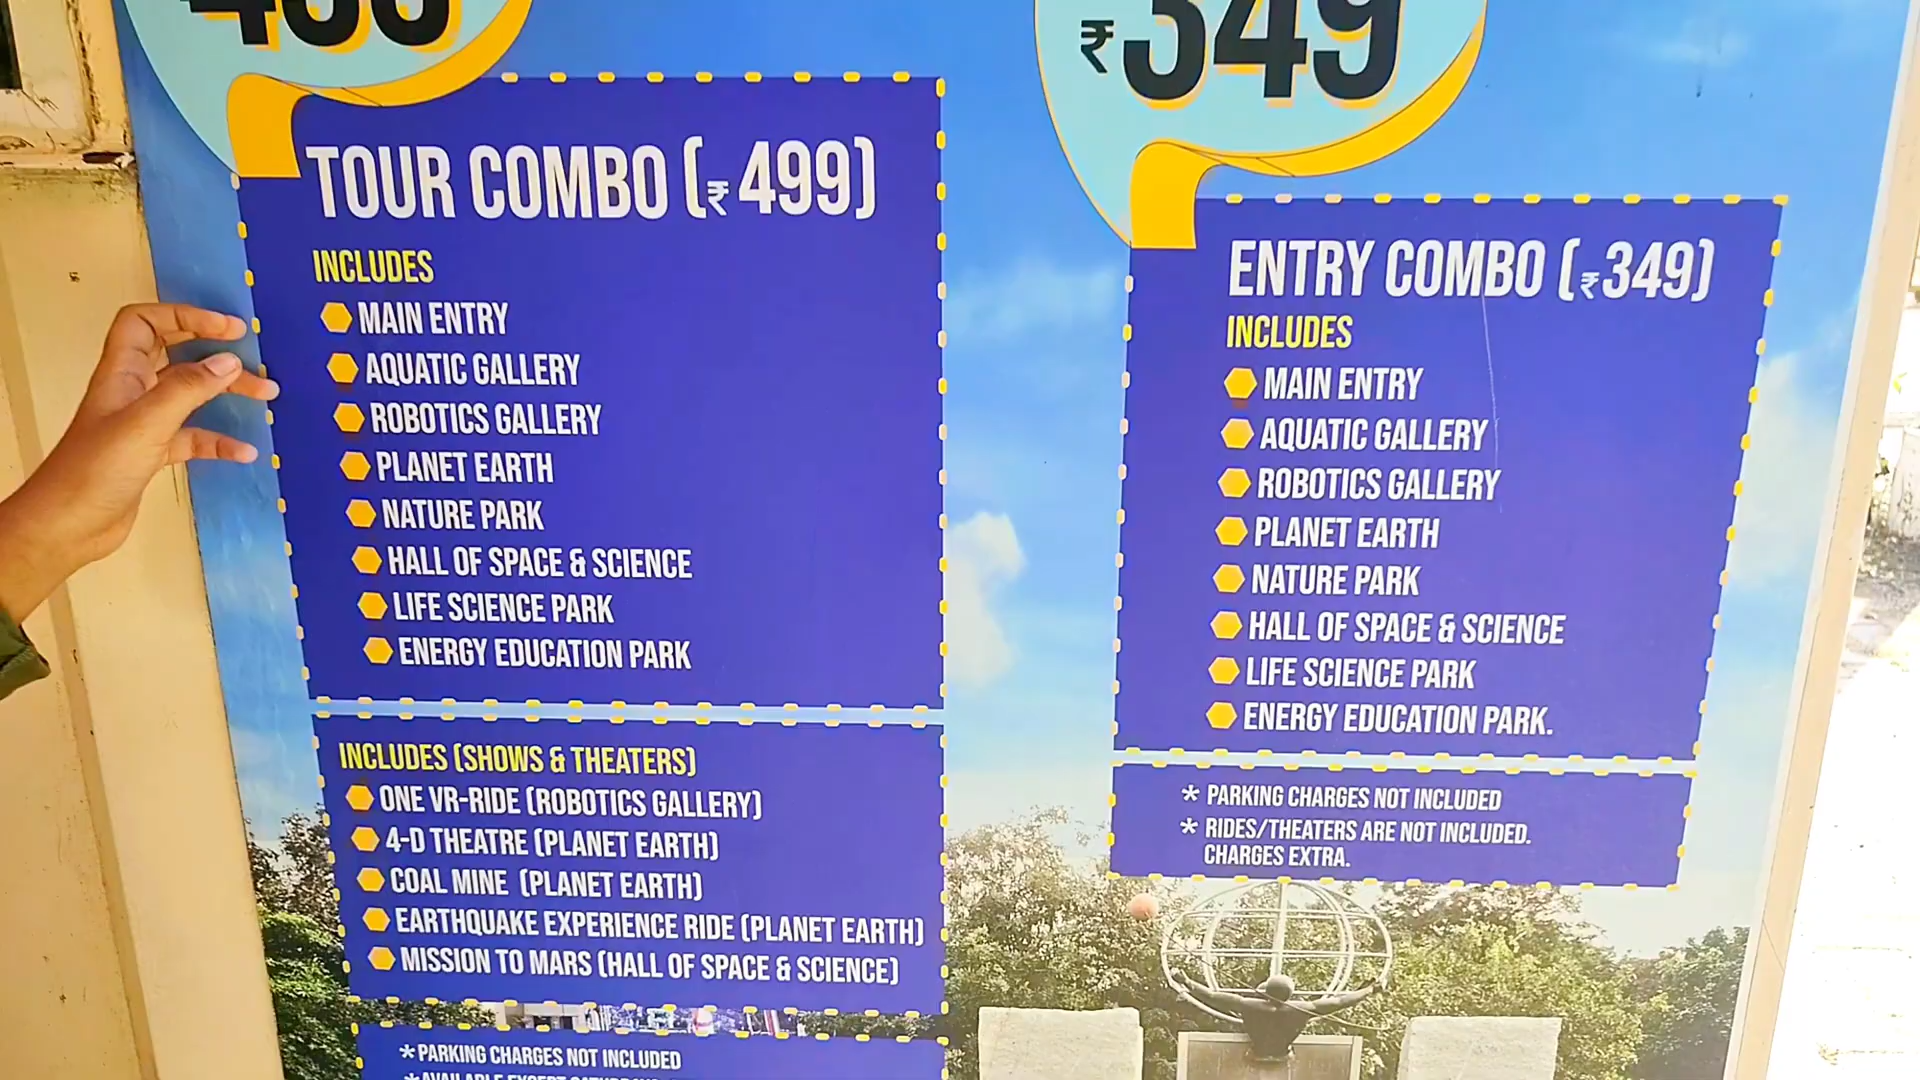 TOUR COMBO (₹ 499)
INCLUDES
MAIN ENTRY
AQUATIC GALLERY
ROBOTICS GALLERY
PLANET EARTH
NATURE PARK
HALL OF SPACE & SCIENCE
LIFE SCIENCE PARK
ENERGY EDUCATION PARK
INCLUDES (SHOWS & THEATERS)
ONE VR-RIDE (ROBOTICS GALLERY)
4-D THEATRE (PLANET EARTH)
COAL MINE (PLANET EARTH)
EARTHQUAKE EXPERIENCE RIDE (PLANET EARTH)
MISSION TO MARS (HALL OF SPACE & SCIENCE)
* PARKING CHARGES NOT INCLUDED
₹349
ENTRY COMBO (₹349)
INCLUDES
MAIN ENTRY
AQUATIC GALLERY
ROBOTICS GALLERY
PLANET EARTH
NATURE PARK
HALL OF SPACE & SCIENCE
LIFE SCIENCE PARK
ENERGY EDUCATION PARK.
* PARKING CHARGES NOT INCLUDED
* RIDES/THEATERS ARE NOT INCLUDED.
CHARGES EXTRA.